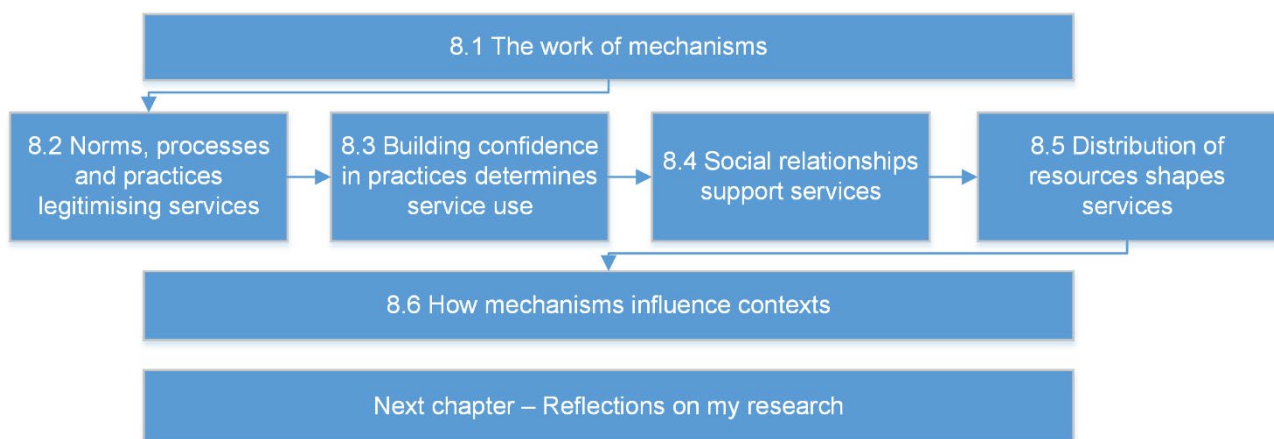 8.1 The work of mechanisms
8.2 Norms, processes
and practices
legitimising services
8.3 Building confidence
in practices determines
service use
8.4 Social relationships
support services
8.5 Distribution of
resources shapes
services
8.6 How mechanisms influence contexts
Next chapter – Reflections on my research